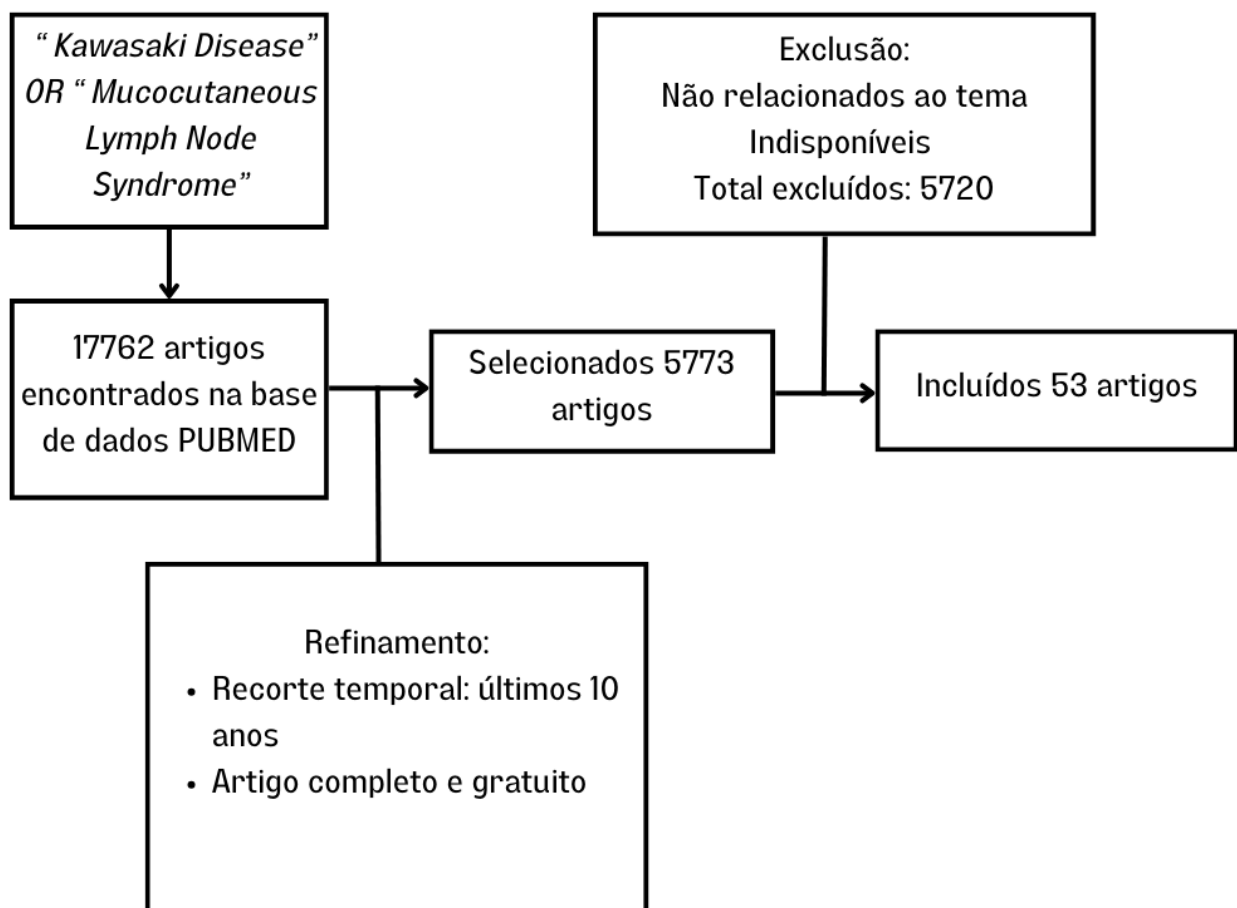 “ Kawasaki Disease”
OR “ Mucocutaneous
Lymph Node
Syndrome”
17762 artigos
encontrados na base
de dados PUBMED
Refinamento:
• Recorte temporal: últimos 10
anos
• Artigo completo e gratuito
Selecionados 5773
artigos
Exclusão:
Não relacionados ao tema
Indisponíveis
Total excluídos: 5720
Incluídos 53 artigos